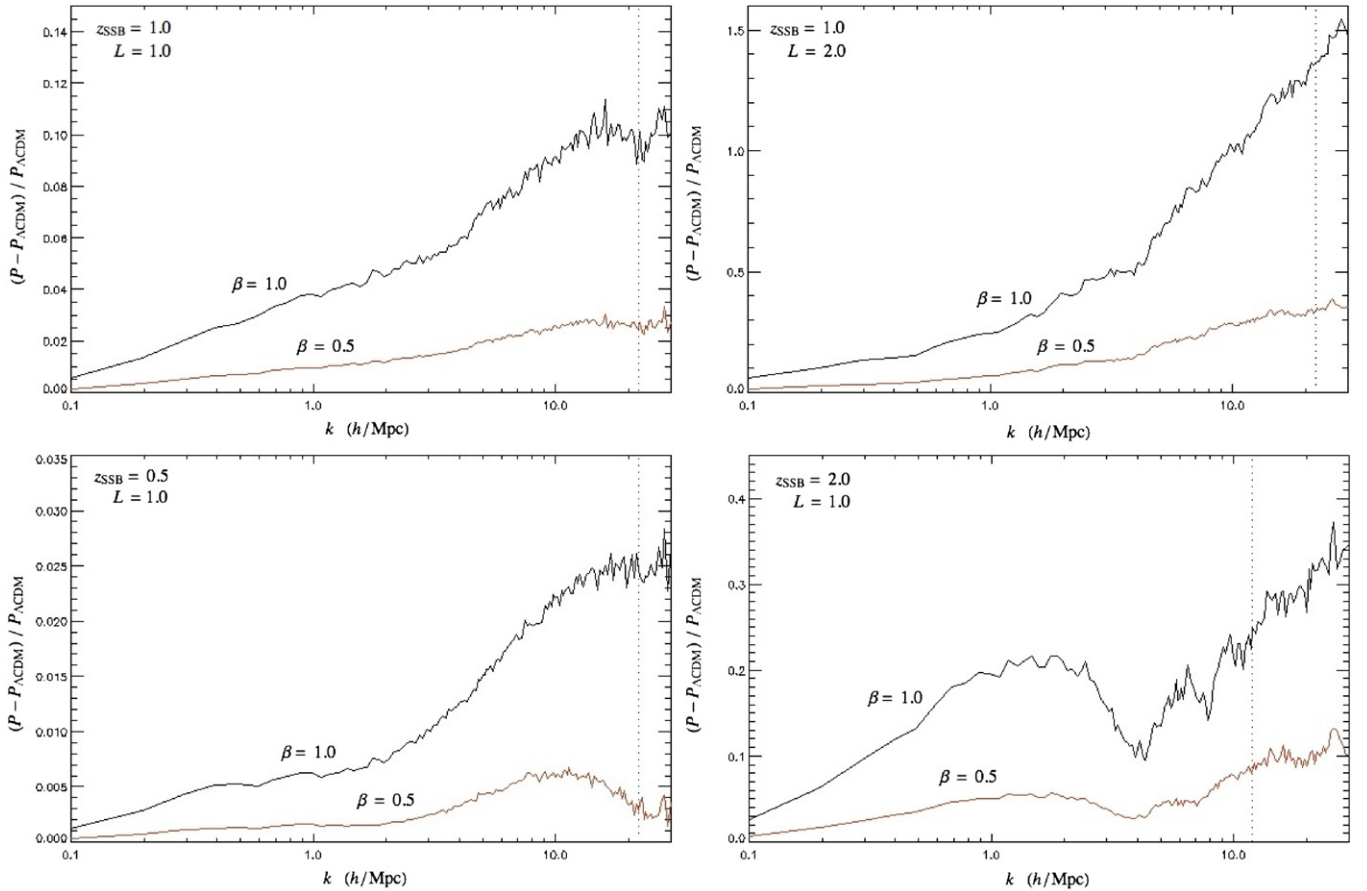 z_SSB = 1.0
L = 1.0
0.14
0.12
0.10
0.08
0.06
0.04
0.02
0.00
(P − P_ΛCDM) / P_ΛCDM
β = 1.0
β = 0.5
0.1
1.0
10.0
k (h/Mpc)
z_SSB = 1.0
L = 2.0
1.5
1.0
0.5
0.0
(P − P_ΛCDM) / P_ΛCDM
β = 1.0
β = 0.5
0.1
1.0
10.0
k (h/Mpc)
z_SSB = 0.5
L = 1.0
0.035
0.030
0.025
0.020
0.015
0.010
0.005
0.000
(P − P_ΛCDM) / P_ΛCDM
β = 1.0
β = 0.5
0.1
1.0
10.0
k (h/Mpc)
z_SSB = 2.0
L = 1.0
0.4
0.3
0.2
0.1
0.0
(P − P_ΛCDM) / P_ΛCDM
β = 1.0
β = 0.5
0.1
1.0
10.0
k (h/Mpc)